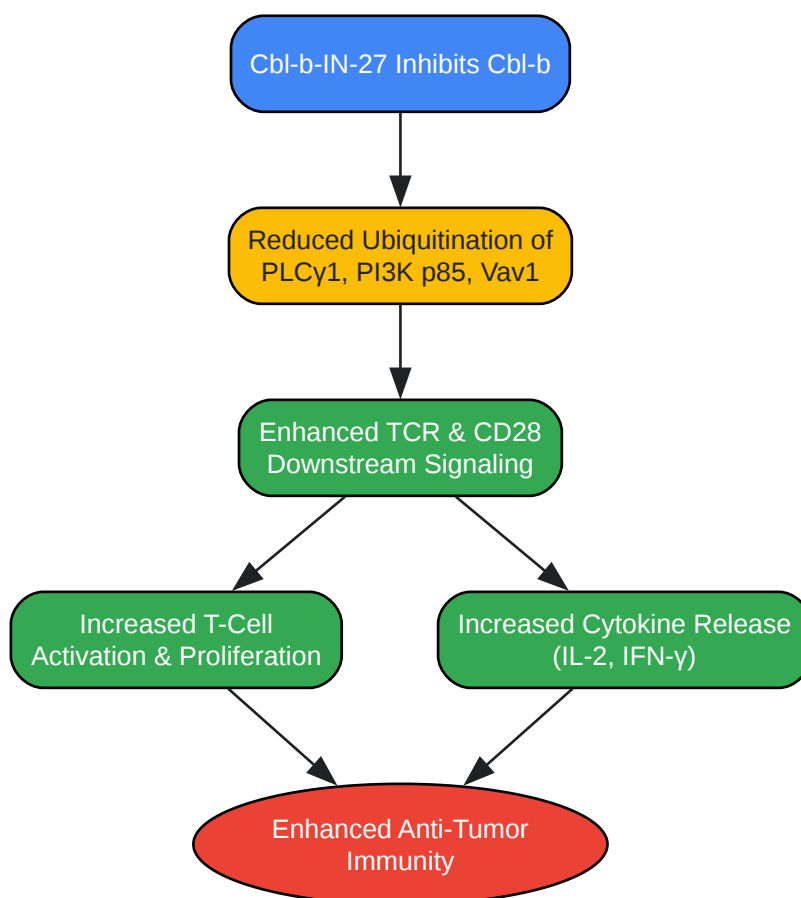 Cbl-b-IN-27 Inhibits Cbl-b
Reduced Ubiquitination of
PLCγ1, PI3K p85, Vav1
Enhanced TCR & CD28
Downstream Signaling
Increased T-Cell
Activation & Proliferation
Increased Cytokine Release
(IL-2, IFN-γ)
Enhanced Anti-Tumor
Immunity